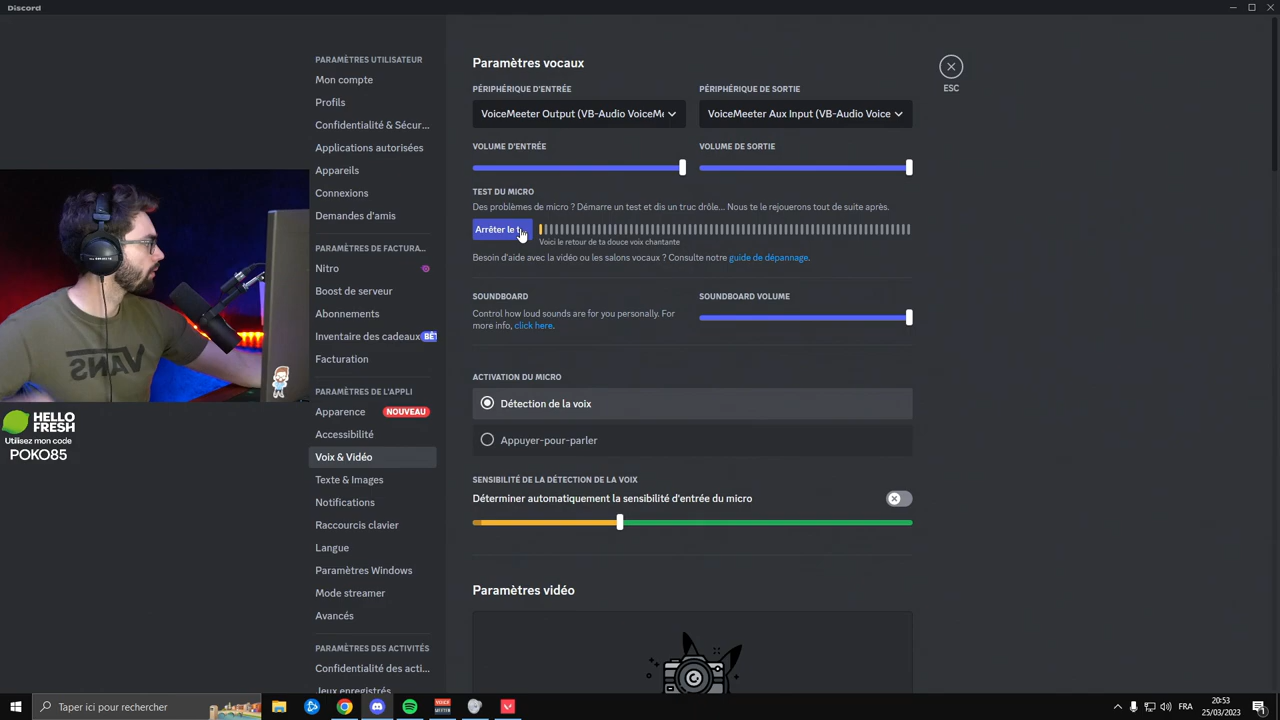 Discord
PARAMÈTRES UTILISATEUR
Mon compte
Profils
Confidentialité & Sécur...
Applications autorisées
Appareils
Connexions
Demandes d'amis
PARAMÈTRES DE FACTURA...
Nitro
Boost de serveur
Abonnements
Inventaire des cadeaux BÊT
Facturation
PARAMÈTRES DE L'APPLI
Apparence NOUVEAU
Accessibilité
Voix & Vidéo
Texte & Images
Notifications
Raccourcis clavier
Langue
Paramètres Windows
Mode streamer
Avancés
PARAMÈTRES DES ACTIVITÉS
Confidentialité des acti...
Jeux enregistrés
Paramètres vocaux
ESC
PÉRIPHÉRIQUE D'ENTRÉE
PÉRIPHÉRIQUE DE SORTIE
VoiceMeeter Output (VB-Audio VoiceMe
VoiceMeeter Aux Input (VB-Audio Voice
VOLUME D'ENTRÉE
VOLUME DE SORTIE
TEST DU MICRO
Des problèmes de micro ? Démarre un test et dis un truc drôle... Nous te le rejouerons tout de suite après.
Arrêter le
Voici le retour de ta douce voix chantante
Besoin d'aide avec la vidéo ou les salons vocaux ? Consulte notre guide de dépannage.
SOUNDBOARD
SOUNDBOARD VOLUME
Control how loud sounds are for you personally. For
more info, click here.
ACTIVATION DU MICRO
Détection de la voix
Appuyer-pour-parler
SENSIBILITÉ DE LA DÉTECTION DE LA VOIX
Déterminer automatiquement la sensibilité d'entrée du micro
Paramètres vidéo
VANS
HELLO
FRESH
Utilisez mon code
POKO85
Taper ici pour rechercher
VOICE
MEETER
FRA
20:53
25/03/2023
1